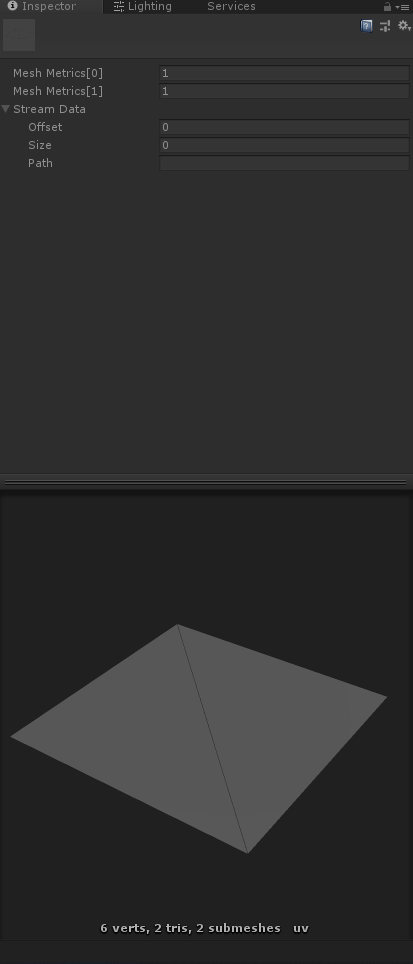 Inspector Lighting Services
Mesh Metrics[0] 1
Mesh Metrics[1] 1
Stream Data
Offset 0
Size 0
Path
6 verts, 2 tris, 2 submeshes uv